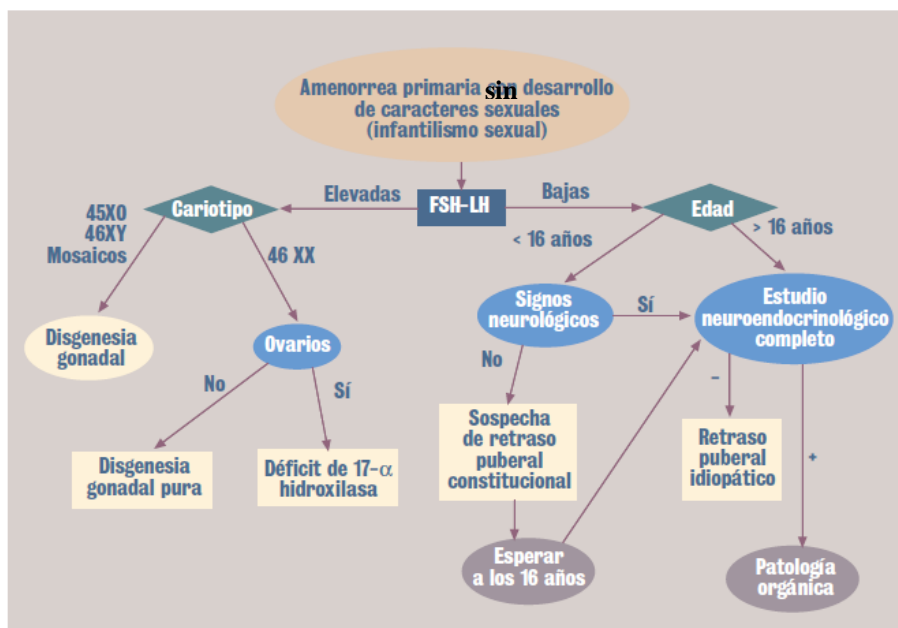 Amenorrea primaria sin desarrollo
de caracteres sexuales
(infantilismo sexual)
Elevadas
FSH-LH
Bajas
Cariotipo
Edad
45X0
46XY
Mosaicos
46 XX
< 16 años
> 16 años
Signos
neurológicos
Sí
Estudio
neuroendocrinológico
completo
Disgenesia
gonadal
Ovarios
No
Sí
No
–
+
Disgenesia
gonadal pura
Déficit de 17-α
hidroxilasa
Sospecha
de retraso
puberal
constitucional
Retraso
puberal
idiopático
Esperar
a los 16 años
Patología
orgánica